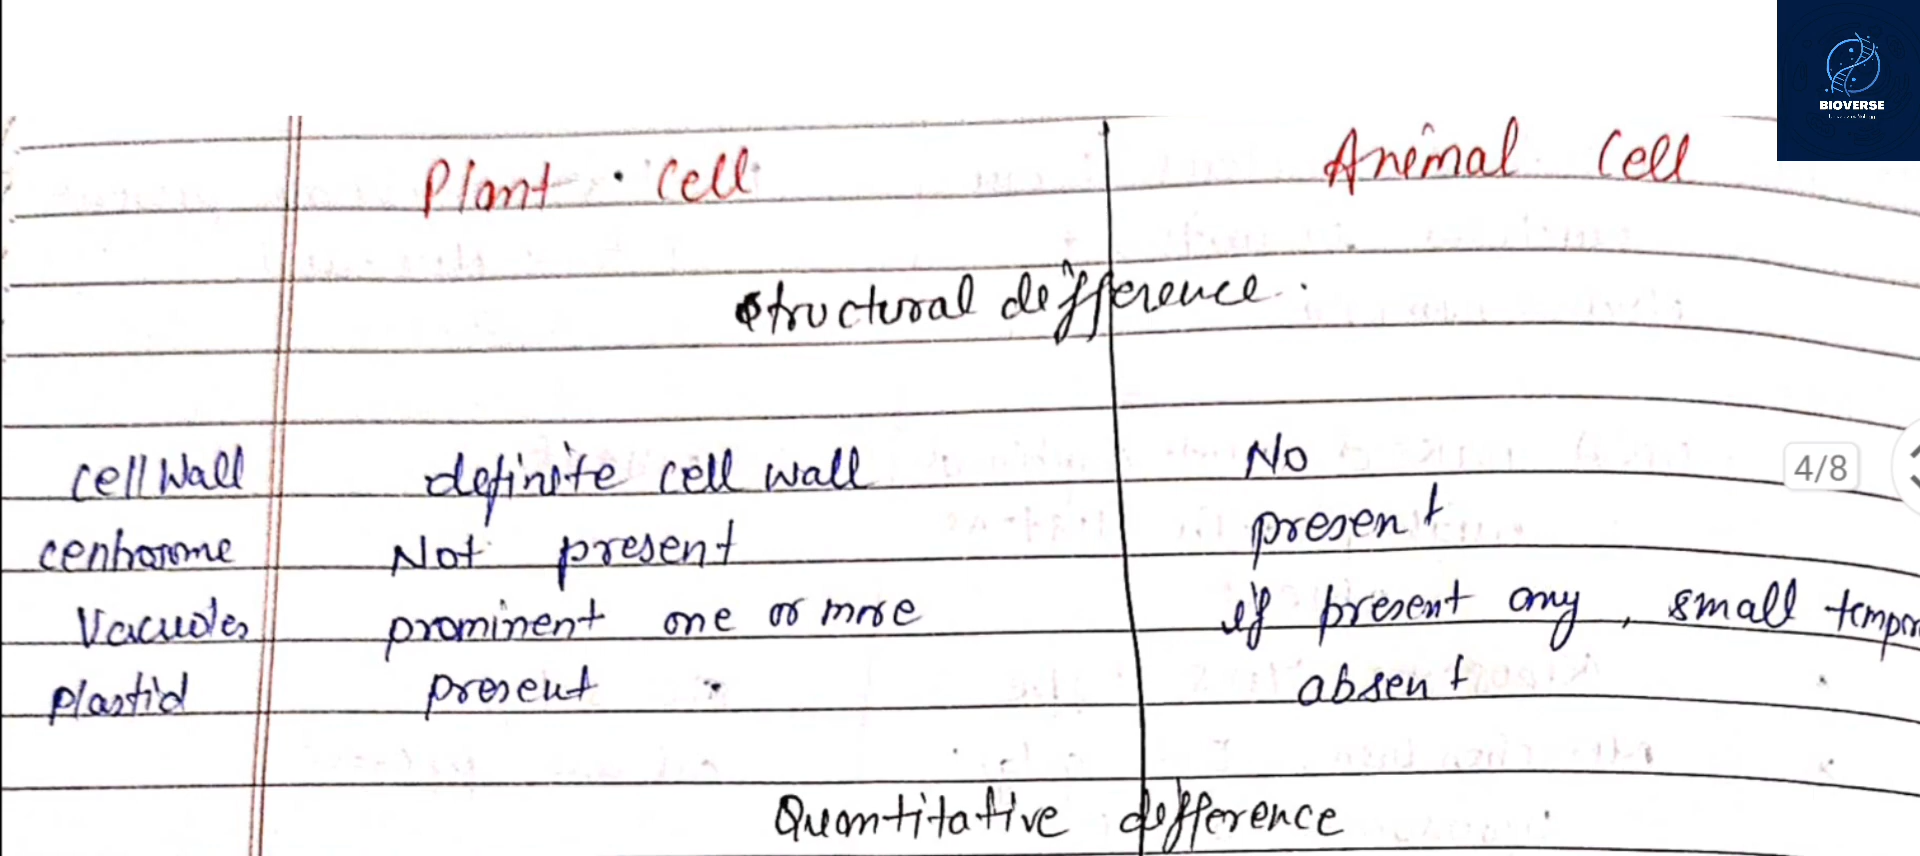 BIOVERSE
Plant Cell
Animal Cell
structural difference.
cell Wall definite cell wall No
Not present present
Vacuoles prominent one or more if present any, small
plastid present absent
4/8
Quantitative difference